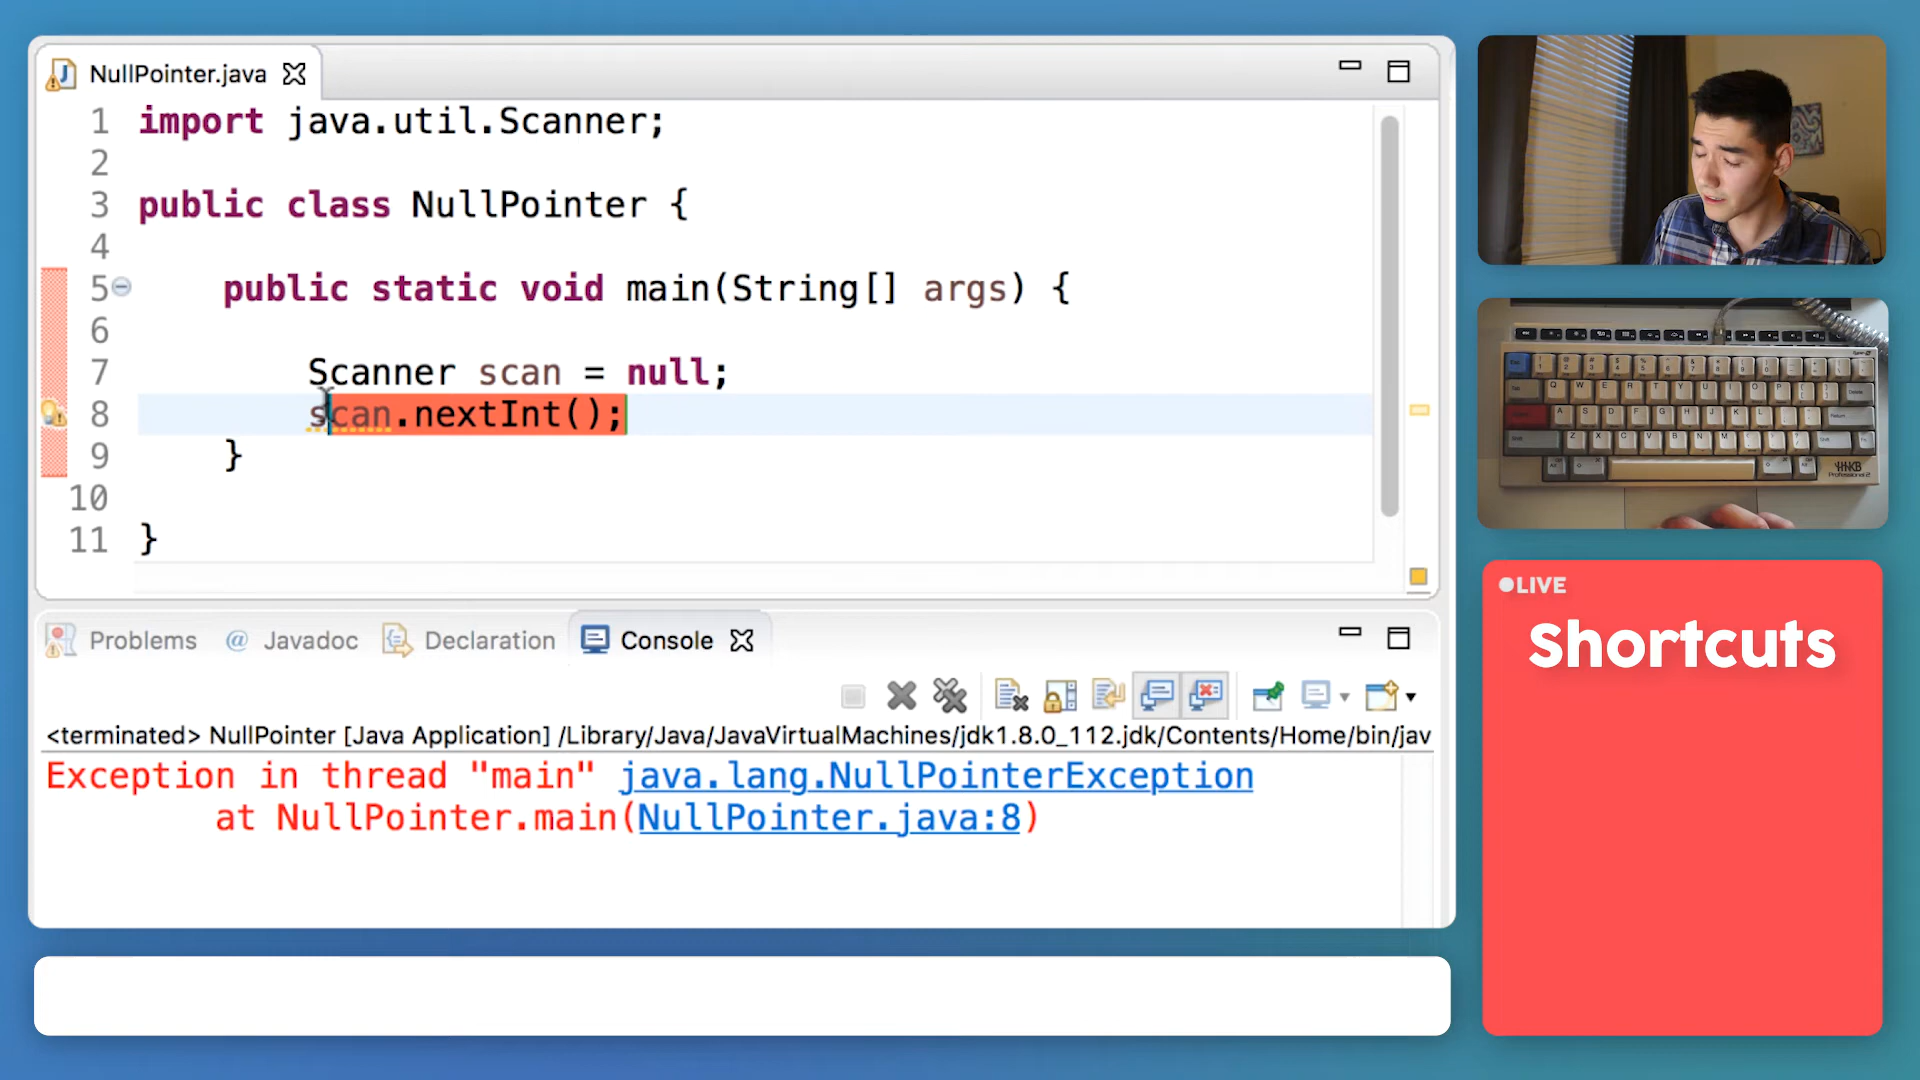 NullPointer.java
1 import java.util.Scanner;
2
3 public class NullPointer {
4
5 public static void main(String[] args) {
6
7 Scanner scan = null;
8 scan.nextInt();
9 }
10
11 }
Problems @ Javadoc Declaration Console
<terminated> NullPointer [Java Application] /Library/Java/JavaVirtualMachines/jdk1.8.0_112.jdk/Contents/Home/bin/jav
Exception in thread "main" java.lang.NullPointerException
at NullPointer.main(NullPointer.java:8)
HHKB
Professional 2
LIVE
Shortcuts